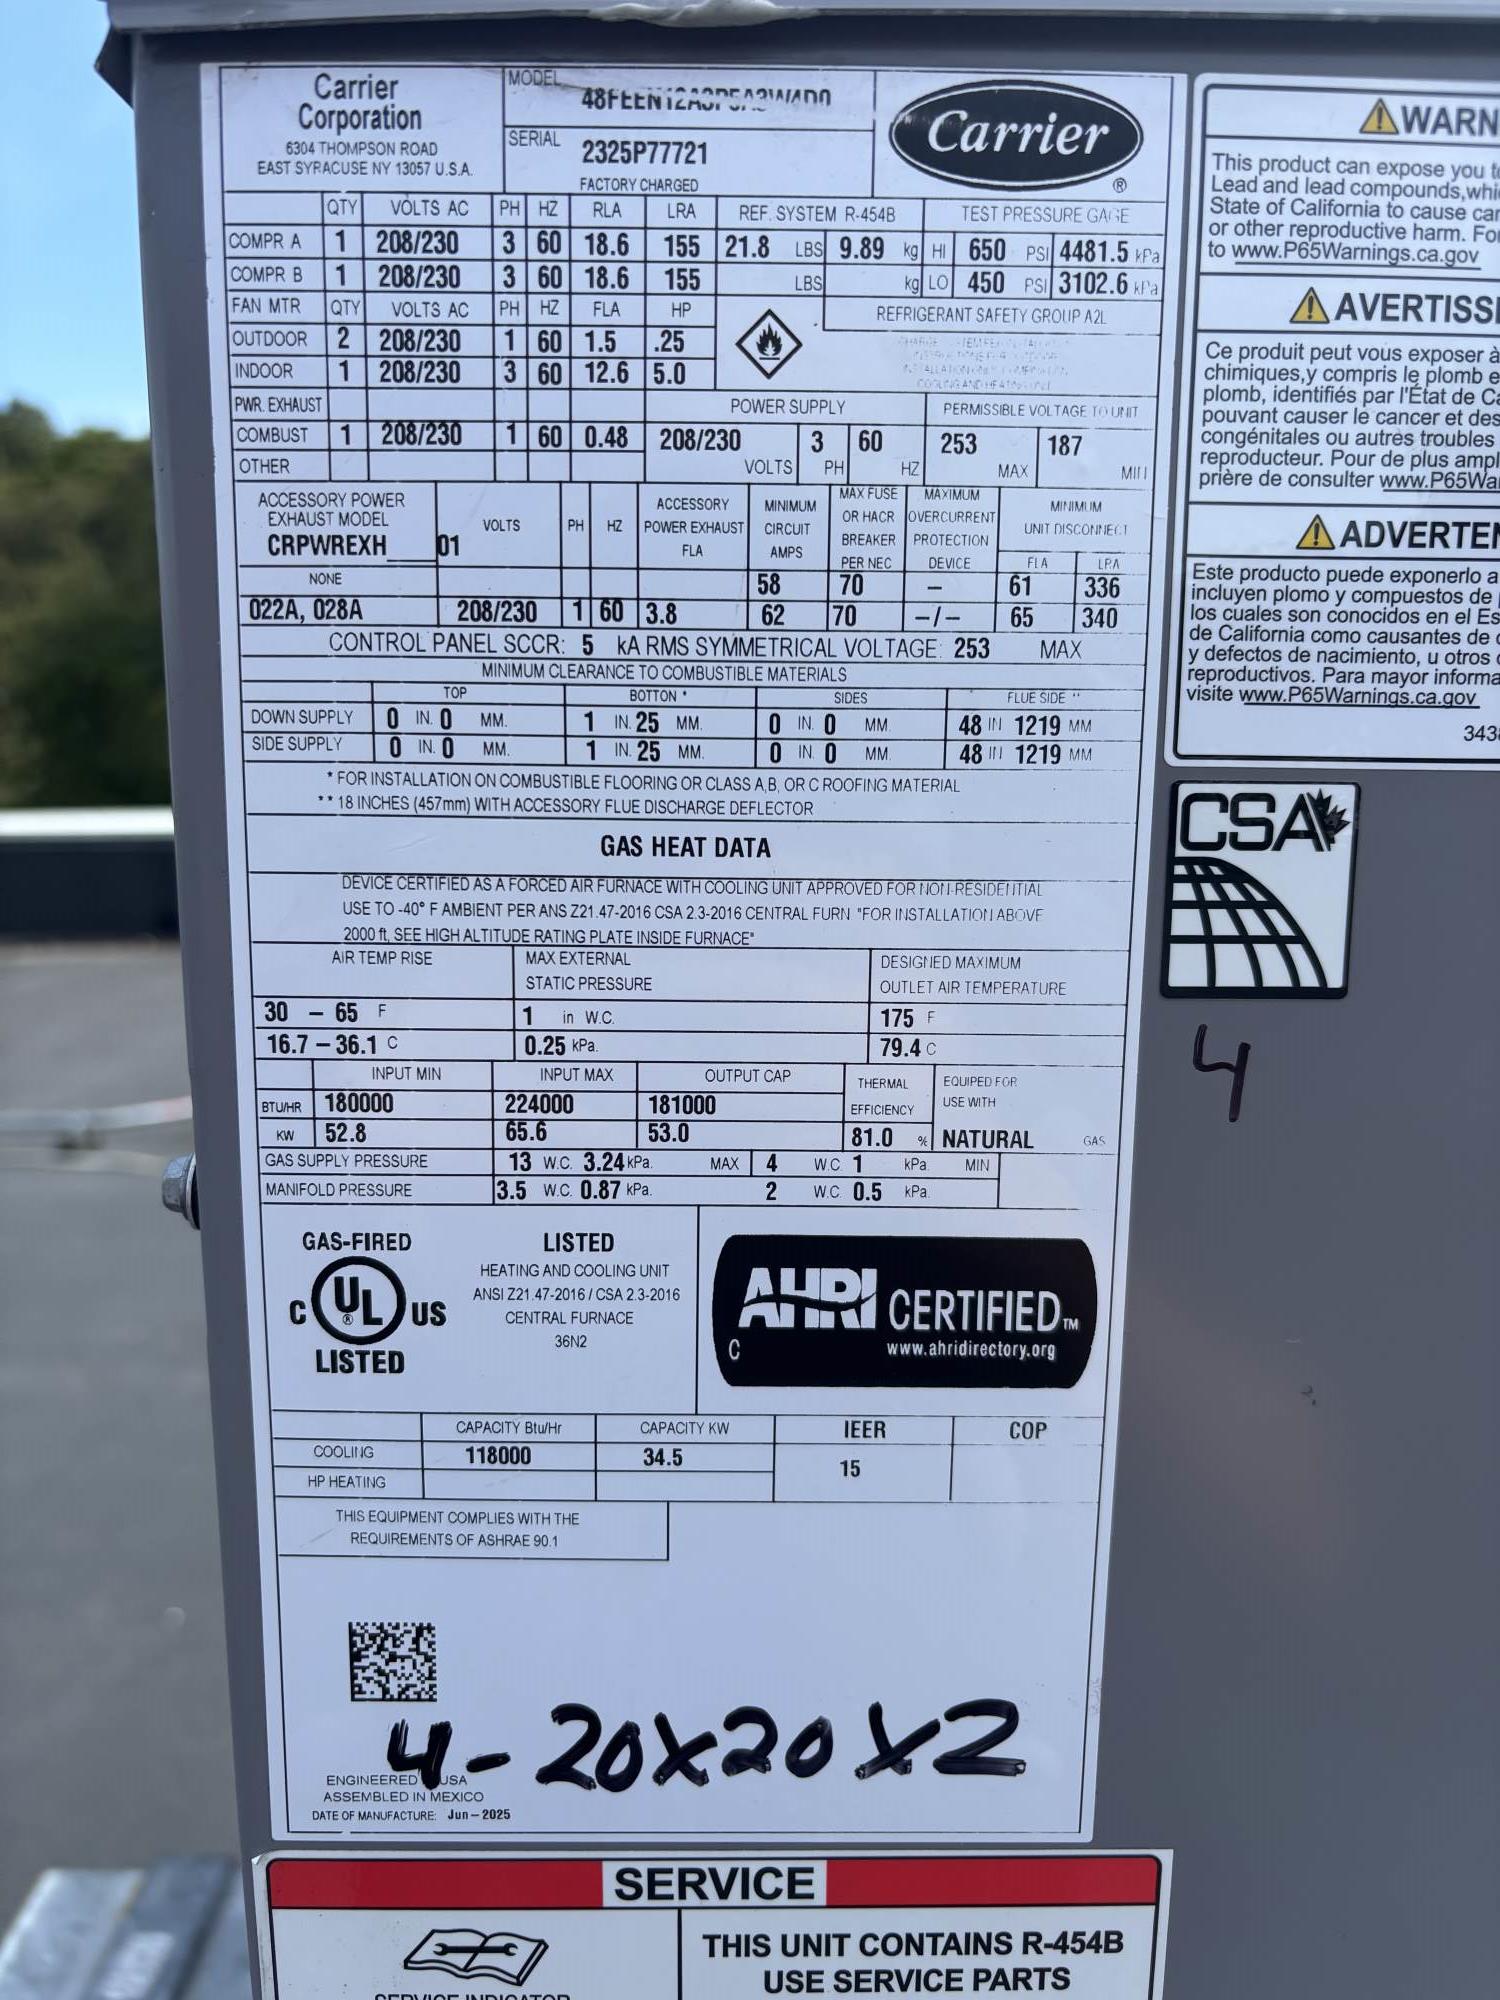 Carrier
Corporation
6304 THOMPSON ROAD
EAST SYRACUSE NY 13057 U.S.A.
MODEL
SERIAL 2325P77721
FACTORY CHARGED
Carrier ®
QTY VOLTS AC PH HZ RLA LRA REF. SYSTEM R-454B TEST PRESSURE GAGE
COMPR A 1 208/230 3 60 18.6 155 21.8 LBS 9.89 kg HI 650 PSI 4481.5 kPa
COMPR B 1 208/230 3 60 18.6 155 LBS kg LO 450 PSI 3102.6 kPa
FAN MTR QTY VOLTS AC PH HZ FLA HP REFRIGERANT SAFETY GROUP A2L
OUTDOOR 2 208/230 1 60 1.5 .25
INDOOR 1 208/230 3 60 12.6 5.0
PWR. EXHAUST POWER SUPPLY PERMISSIBLE VOLTAGE TO UNIT
COMBUST 1 208/230 1 60 0.48 208/230 VOLTS 3 PH 60 HZ 253 MAX 187 MIN
OTHER
ACCESSORY POWER
EXHAUST MODEL
CRPWREXH____01
VOLTS PH HZ
ACCESSORY
POWER EXHAUST
FLA
MINIMUM
CIRCUIT
AMPS
MAX FUSE
OR HACR
BREAKER
PER NEC
MAXIMUM
OVERCURRENT
PROTECTION
DEVICE
MINIMUM
UNIT DISCONNECT
FLA LRA
NONE 58 70 – 61 336
022A, 028A 208/230 1 60 3.8 62 70 –/– 65 340
CONTROL PANEL SCCR: 5 kA RMS SYMMETRICAL VOLTAGE: 253 MAX
MINIMUM CLEARANCE TO COMBUSTIBLE MATERIALS
TOP BOTTON * SIDES FLUE SIDE **
DOWN SUPPLY 0 IN. 0 MM. 1 IN. 25 MM. 0 IN. 0 MM. 48 IN 1219 MM
SIDE SUPPLY 0 IN. 0 MM. 1 IN. 25 MM. 0 IN. 0 MM. 48 IN 1219 MM
* FOR INSTALLATION ON COMBUSTIBLE FLOORING OR CLASS A,B, OR C ROOFING MATERIAL
** 18 INCHES (457mm) WITH ACCESSORY FLUE DISCHARGE DEFLECTOR
GAS HEAT DATA
DEVICE CERTIFIED AS A FORCED AIR FURNACE WITH COOLING UNIT APPROVED FOR NON-RESIDENTIAL
USE TO -40° F AMBIENT PER ANS Z21.47-2016 CSA 2.3-2016 CENTRAL FURN "FOR INSTALLATION ABOVE
2000 ft, SEE HIGH ALTITUDE RATING PLATE INSIDE FURNACE"
AIR TEMP RISE
MAX EXTERNAL
STATIC PRESSURE
DESIGNED MAXIMUM
OUTLET AIR TEMPERATURE
30 – 65 F 1 in W.C. 175 F
16.7 – 36.1 C 0.25 kPa. 79.4 C
INPUT MIN INPUT MAX OUTPUT CAP
THERMAL
EFFICIENCY
EQUIPED FOR
USE WITH
BTU/HR 180000 224000 181000
KW 52.8 65.6 53.0 81.0 % NATURAL GAS
GAS SUPPLY PRESSURE 13 W.C. 3.24 kPa. MAX 4 W.C. 1 kPa. MIN
MANIFOLD PRESSURE 3.5 W.C. 0.87 kPa. 2 W.C. 0.5 kPa.
GAS-FIRED
C UL ® US
LISTED
LISTED
HEATING AND COOLING UNIT
ANSI Z21.47-2016 / CSA 2.3-2016
CENTRAL FURNACE
36N2
AHRI CERTIFIED™
C www.ahridirectory.org
CAPACITY Btu/Hr CAPACITY KW IEER COP
COOLING 118000 34.5 15
HP HEATING
THIS EQUIPMENT COMPLIES WITH THE
REQUIREMENTS OF ASHRAE 90.1
4-20X20X2
ENGINEERED USA
ASSEMBLED IN MEXICO
DATE OF MANUFACTURE: Jun – 2025
SERVICE
THIS UNIT CONTAINS R-454B
USE SERVICE PARTS
SERVICE INDICATOR
WARN
This product can expose you t
Lead and lead compounds,whi
State of California to cause can
or other reproductive harm. Fo
to www.P65Warnings.ca.gov
AVERTISS
Ce produit peut vous exposer à
chimiques,y compris le plomb e
plomb, identifiés par l'État de Ca
pouvant causer le cancer et des
congénitales ou autres troubles
reproducteur. Pour de plus ampl
prière de consulter www.P65Wa
ADVERTEN
Este producto puede exponerlo a
incluyen plomo y compuestos de
los cuales son conocidos en el Es
de California como causantes de
y defectos de nacimiento, u otros
reproductivos. Para mayor informa
visite www.P65Warnings.ca.gov
343
CSA
4